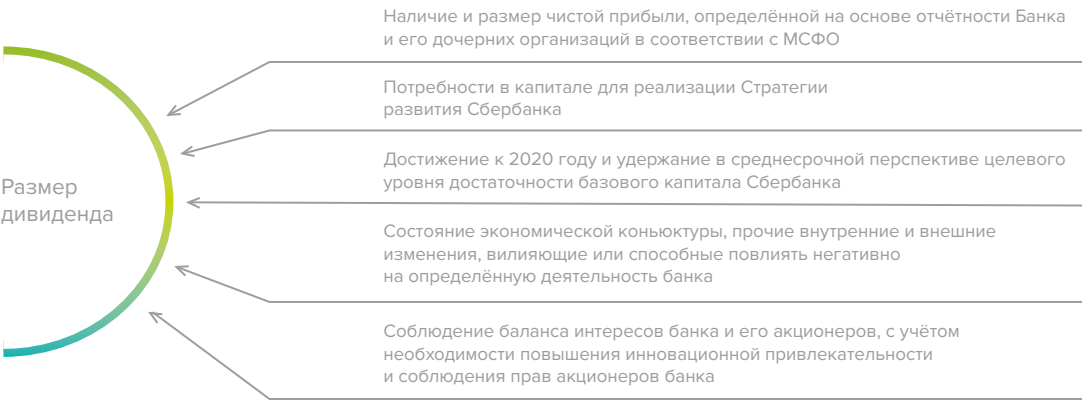 Наличие и размер чистой прибыли, определённой на основе отчётности Банка
и его дочерних организаций в соответствии с МСФО
Потребности в капитале для реализации Стратегии
развития Сбербанка
Достижение к 2020 году и удержание в среднесрочной перспективе целевого
уровня достаточности базового капитала Сбербанка
Размер
дивиденда
Состояние экономической коньюктуры, прочие внутренние и внешние
изменения, вилияющие или способные повлиять негативно
на определённую деятельность банка
Соблюдение баланса интересов банка и его акционеров, с учётом
необходимости повышения инновационной привлекательности
и соблюдения прав акционеров банка